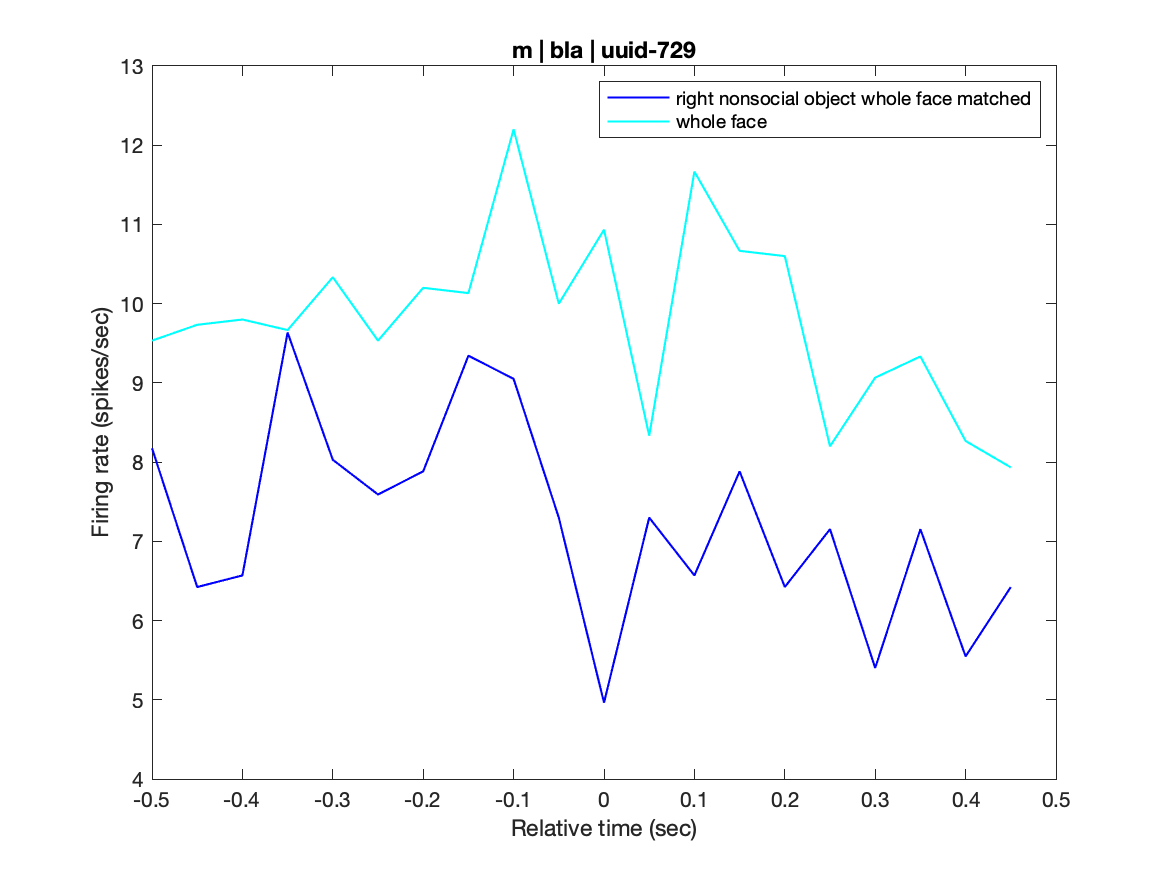 m | bla | uuid-729
right nonsocial object whole face matched
whole face
13
12
11
10
9
8
7
6
5
4
Firing rate (spikes/sec)
-0.5 -0.4 -0.3 -0.2 -0.1 0 0.1 0.2 0.3 0.4 0.5
Relative time (sec)